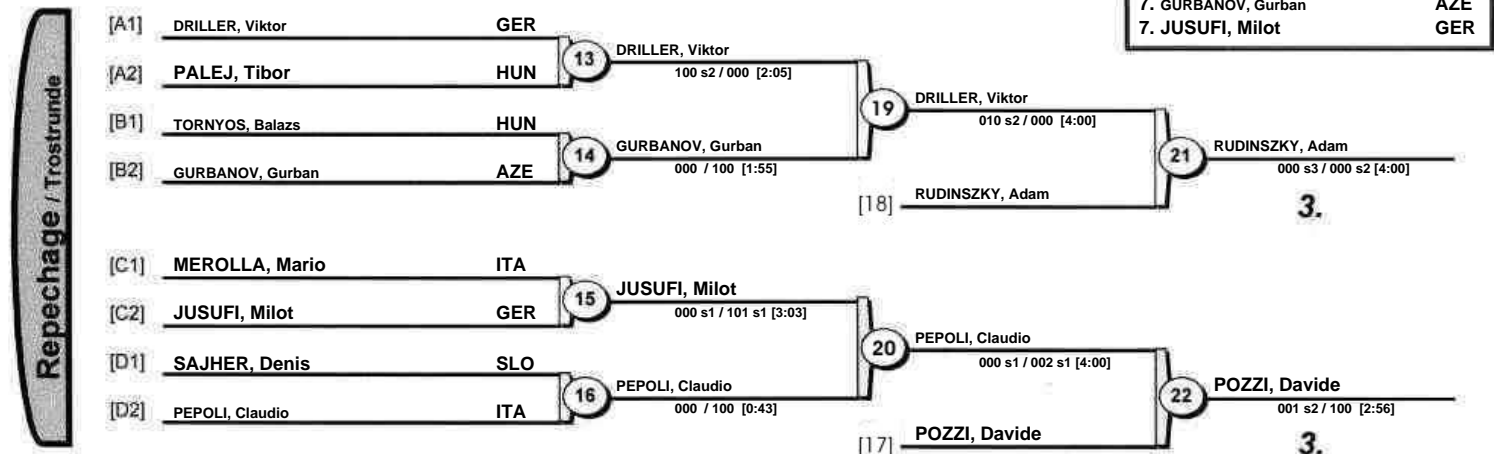 7. GURBANOV, Gurban AZE
7. JUSUFI, Milot GER
Repechage / Trostrunde
[A1] DRILLER, Viktor GER
[A2] PALEJ, Tibor HUN
13 DRILLER, Viktor
100 s2 / 000 [2:05]
[B1] TORNYOS, Balazs HUN
[B2] GURBANOV, Gurban AZE
14 GURBANOV, Gurban
000 / 100 [1:55]
19 DRILLER, Viktor
010 s2 / 000 [4:00]
[18] RUDINSZKY, Adam
21 RUDINSZKY, Adam
000 s3 / 000 s2 [4:00]
3.
[C1] MEROLLA, Mario ITA
[C2] JUSUFI, Milot GER
15 JUSUFI, Milot
000 s1 / 101 s1 [3:03]
[D1] SAJHER, Denis SLO
[D2] PEPOLI, Claudio ITA
16 PEPOLI, Claudio
000 / 100 [0:43]
20 PEPOLI, Claudio
000 s1 / 002 s1 [4:00]
[17] POZZI, Davide
22 POZZI, Davide
001 s2 / 100 [2:56]
3.